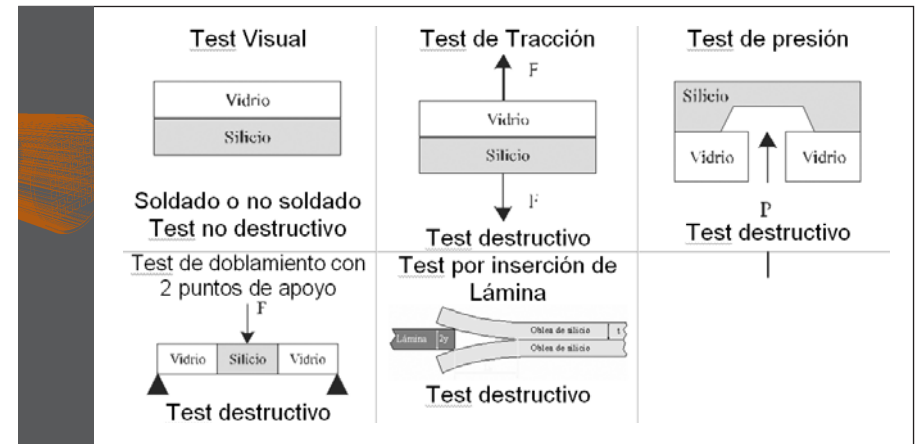 Test Visual
Vidrio
Silicio
Soldado o no soldado
Test no destructivo
Test de Tracción
F
Vidrio
Silicio
F
Test destructivo
Test de presión
Silicio
Vidrio
Vidrio
P
Test destructivo
Test de doblamiento con
2 puntos de apoyo
F
Vidrio
Silicio
Vidrio
Test destructivo
Test por inserción de
Lámina
Lámina
2y
Oblea de silicio
t
Oblea de silicio
Test destructivo